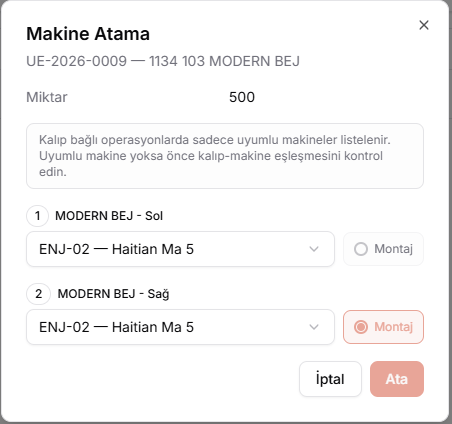 Makine Atama
UE-2026-0009 — 1134 103 MODERN BEJ
Miktar 500
Kalıp bağlı operasyonlarda sadece uyumlu makineler listelenir.
Uyumlu makine yoksa önce kalıp-makine eşleşmesini kontrol
edin.
1 MODERN BEJ - Sol
ENJ-02 — Haitian Ma 5 Montaj
2 MODERN BEJ - Sağ
ENJ-02 — Haitian Ma 5 Montaj
İptal Ata